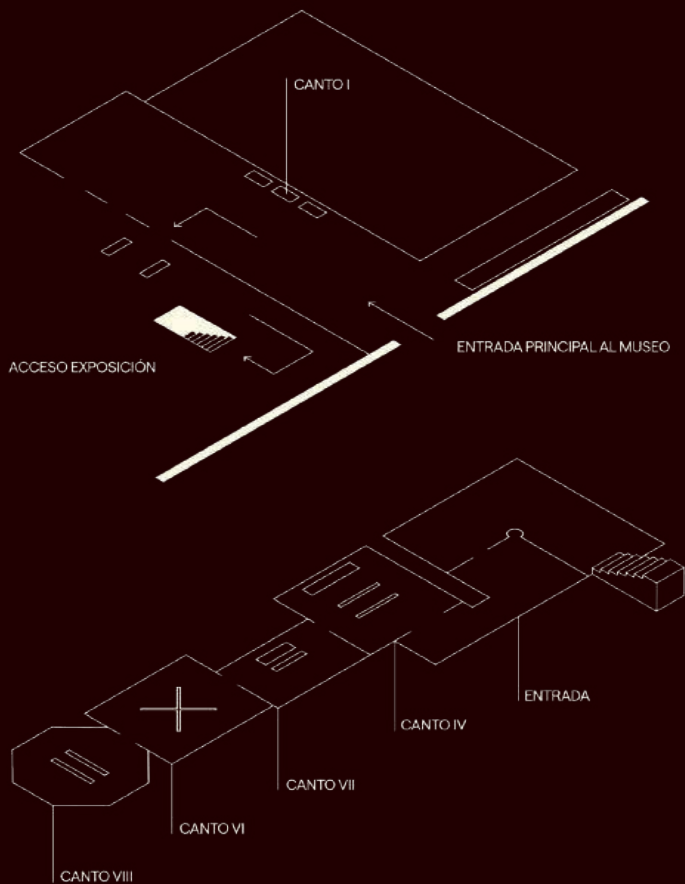 CANTO I
ENTRADA PRINCIPAL AL MUSEO
ACCESO EXPOSICIÓN
ENTRADA
CANTO IV
CANTO VII
CANTO VI
CANTO VIII